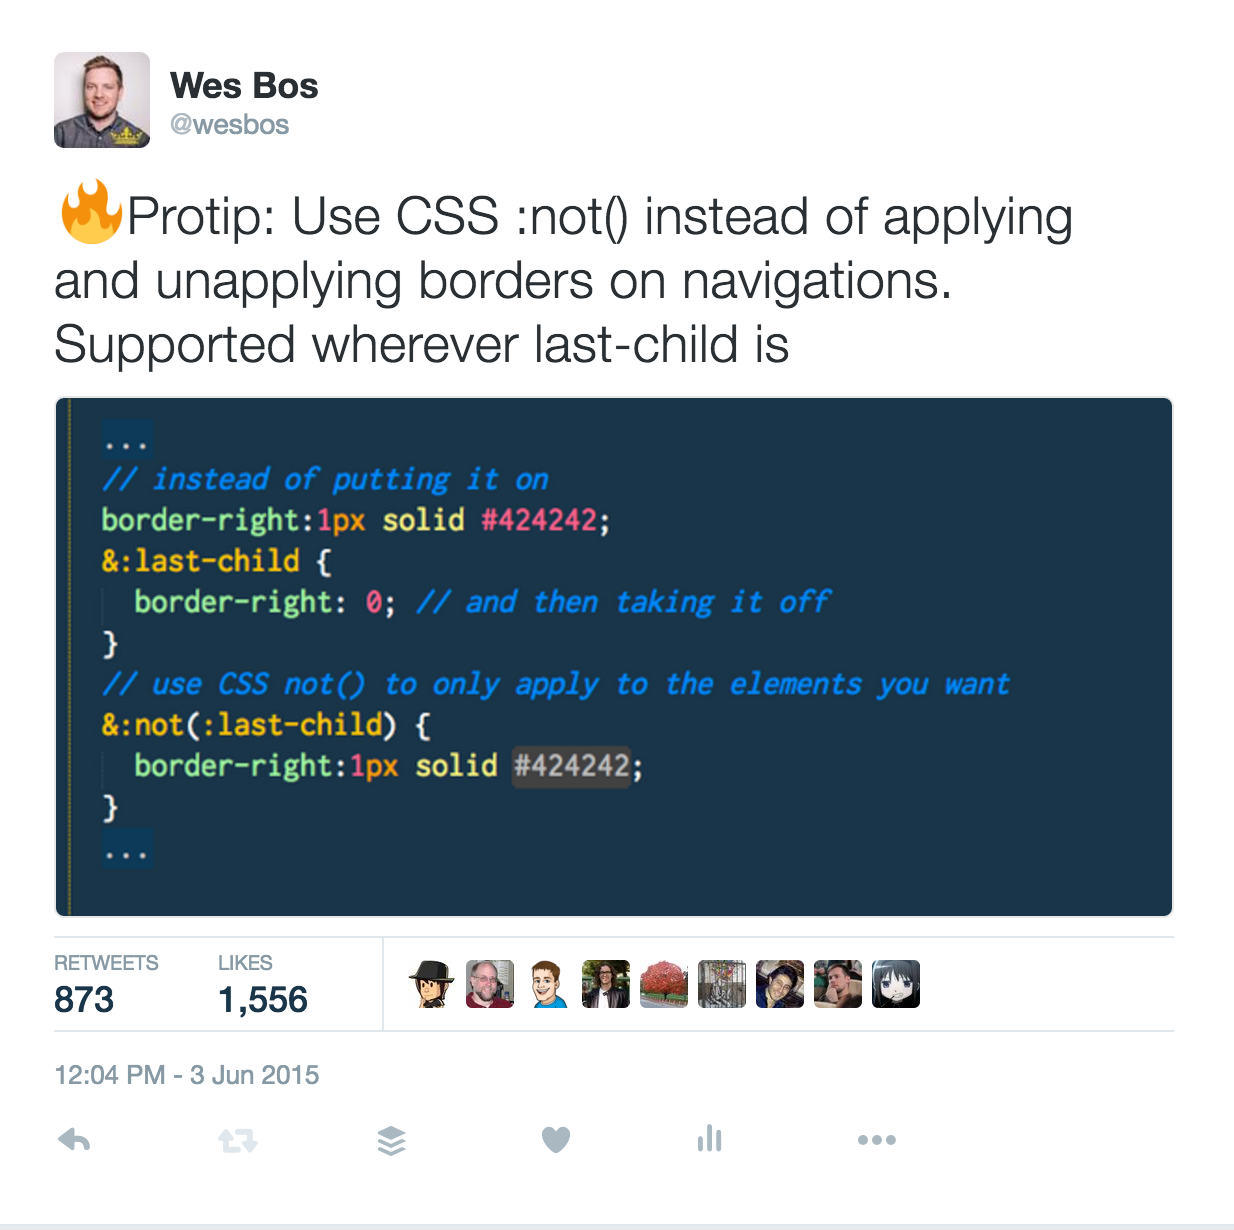 Wes Bos
@wesbos
🔥Protip: Use CSS :not() instead of applying
and unapplying borders on navigations.
Supported wherever last-child is
...
// instead of putting it on
border-right:1px solid #424242;
&:last-child {
border-right: 0; // and then taking it off
}
// use CSS not() to only apply to the elements you want
&:not(:last-child) {
border-right:1px solid #424242;
}
...
RETWEETS
873
LIKES
1,556
12:04 PM - 3 Jun 2015